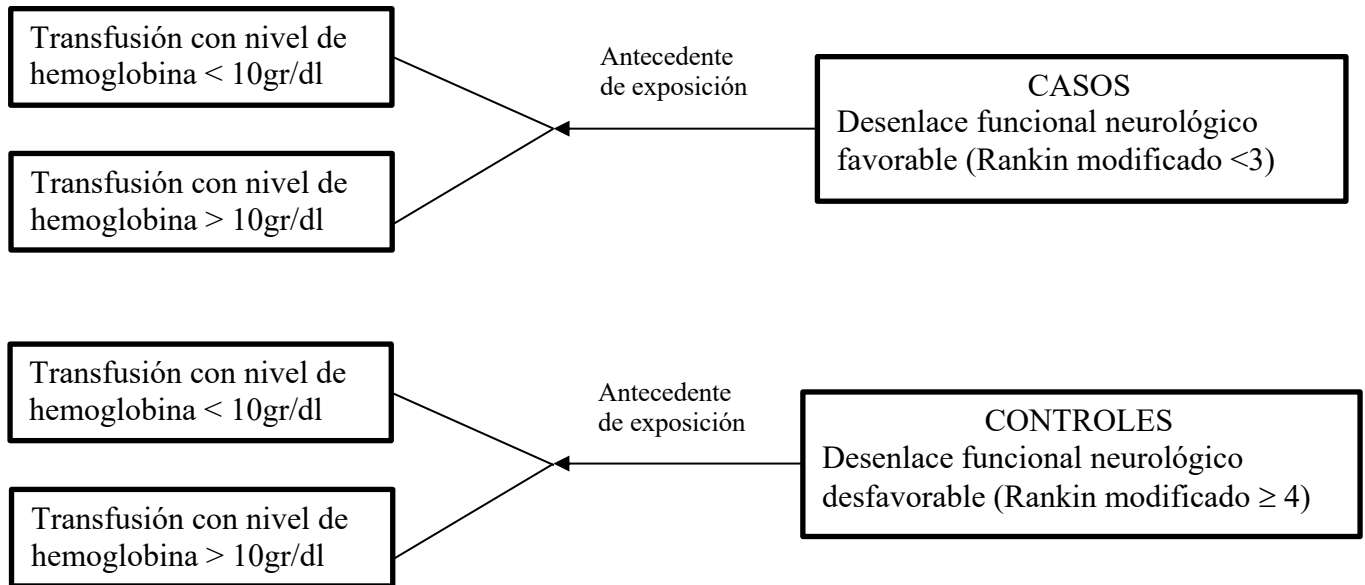 Transfusión con nivel de
hemoglobina < 10gr/dl
Antecedente
de exposición
CASOS
Desenlace funcional neurológico
favorable (Rankin modificado <3)
Transfusión con nivel de
hemoglobina > 10gr/dl
Transfusión con nivel de
hemoglobina < 10gr/dl
Antecedente
de exposición
CONTROLES
Desenlace funcional neurológico
desfavorable (Rankin modificado ≥ 4)
Transfusión con nivel de
hemoglobina > 10gr/dl